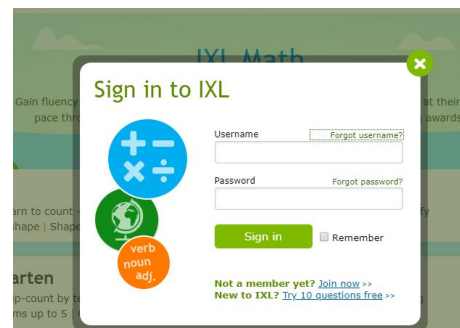 IXL Math
Gain fluency
at their
pace thro
awards
Sign in to IXL
Username
Forgot username?
Password
Forgot password?
Sign in
Remember
Not a member yet? Join now >>
New to IXL? Try 10 questions free >>
verb
noun
adj.
arn to count
fy
shape | Shape
arten
p-count by te
ms up to 5 |